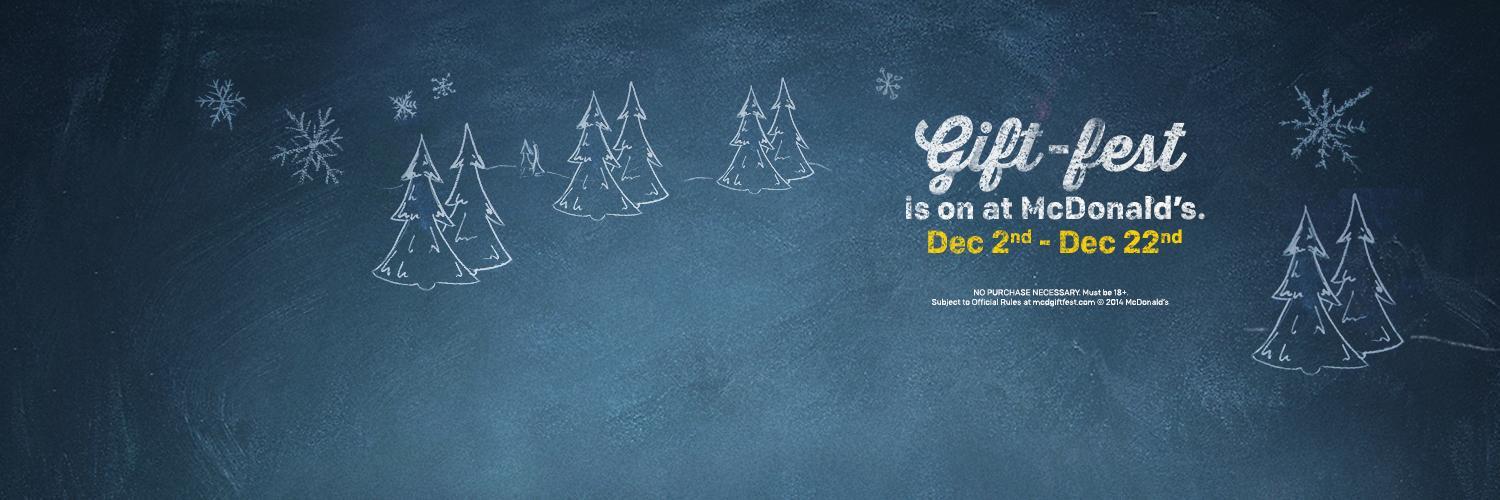 Gift-fest
is on at McDonald's.
Dec 2nd - Dec 22nd
NO PURCHASE NECESSARY. Must be 18+.
Subject to Official Rules at mcdgiftfest.com © 2014 McDonald's